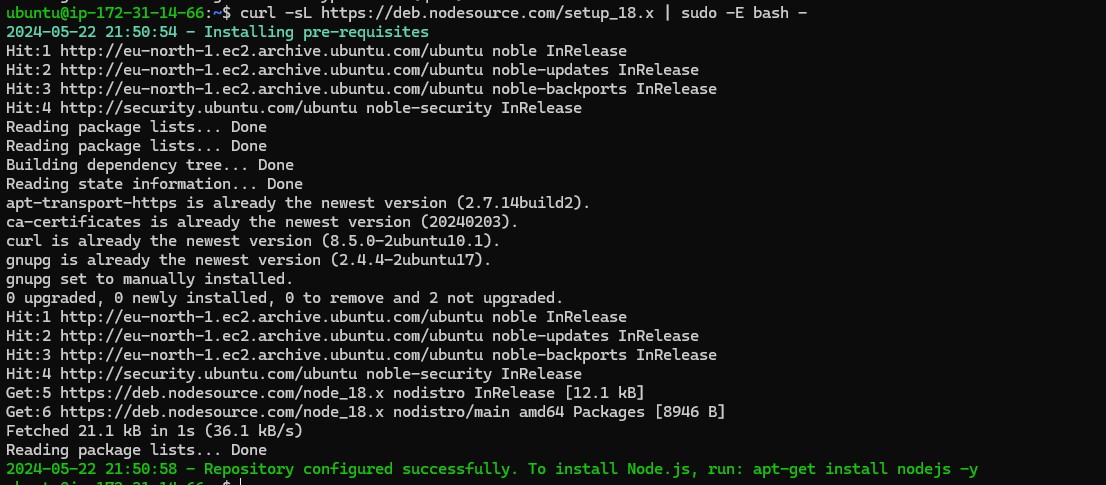 ubuntu@ip-172-31-14-66:~$ curl -sL https://deb.nodesource.com/setup_18.x | sudo -E bash -
2024-05-22 21:50:54 - Installing pre-requisites
Hit:1 http://eu-north-1.ec2.archive.ubuntu.com/ubuntu noble InRelease
Hit:2 http://eu-north-1.ec2.archive.ubuntu.com/ubuntu noble-updates InRelease
Hit:3 http://eu-north-1.ec2.archive.ubuntu.com/ubuntu noble-backports InRelease
Hit:4 http://security.ubuntu.com/ubuntu noble-security InRelease
Reading package lists... Done
Reading package lists... Done
Building dependency tree... Done
Reading state information... Done
apt-transport-https is already the newest version (2.7.14build2).
ca-certificates is already the newest version (20240203).
curl is already the newest version (8.5.0-2ubuntu10.1).
gnupg is already the newest version (2.4.4-2ubuntu17).
gnupg set to manually installed.
0 upgraded, 0 newly installed, 0 to remove and 2 not upgraded.
Hit:1 http://eu-north-1.ec2.archive.ubuntu.com/ubuntu noble InRelease
Hit:2 http://eu-north-1.ec2.archive.ubuntu.com/ubuntu noble-updates InRelease
Hit:3 http://eu-north-1.ec2.archive.ubuntu.com/ubuntu noble-backports InRelease
Hit:4 http://security.ubuntu.com/ubuntu noble-security InRelease
Get:5 https://deb.nodesource.com/node_18.x nodistro InRelease [12.1 kB]
Get:6 https://deb.nodesource.com/node_18.x nodistro/main amd64 Packages [8946 B]
Fetched 21.1 kB in 1s (36.1 kB/s)
Reading package lists... Done
2024-05-22 21:50:58 - Repository configured successfully. To install Node.js, run: apt-get install nodejs -y
ubuntu@ip-172-31-14-66:~$